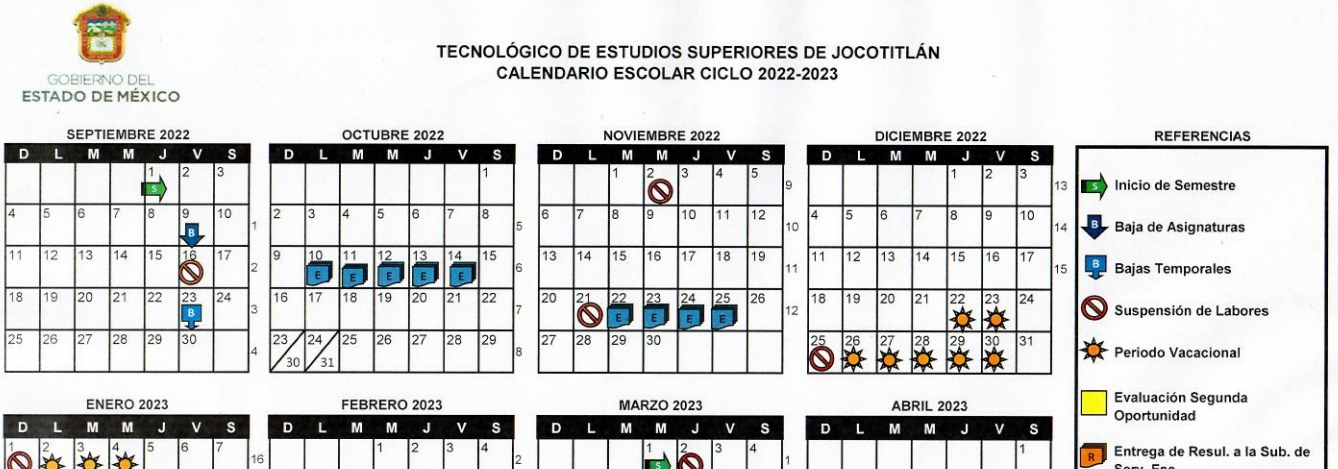 GOBIERNO DEL
ESTADO DE MÉXICO
TECNOLÓGICO DE ESTUDIOS SUPERIORES DE JOCOTITLÁN
CALENDARIO ESCOLAR CICLO 2022-2023
SEPTIEMBRE 2022
D L M M J V S
1 2 3
S
4 5 6 7 8 9 10 1
B
11 12 13 14 15 16 17 2
18 19 20 21 22 23 24 3
B
25 26 27 28 29 30 4
OCTUBRE 2022
D L M M J V S
1
2 3 4 5 6 7 8 5
9 10 11 12 13 14 15 6
E E E E E
16 17 18 19 20 21 22 7
23 24 25 26 27 28 29 8
30 31
NOVIEMBRE 2022
D L M M J V S
1 2 3 4 5 9
6 7 8 9 10 11 12 10
13 14 15 16 17 18 19 11
20 21 22 23 24 25 26 12
E E E E
27 28 29 30
DICIEMBRE 2022
D L M M J V S
1 2 3 13
4 5 6 7 8 9 10 14
11 12 13 14 15 16 17 15
18 19 20 21 22 23 24
25 26 27 28 29 30 31
REFERENCIAS
S Inicio de Semestre
B Baja de Asignaturas
B Bajas Temporales
Suspensión de Labores
Periodo Vacacional
Evaluación Segunda
Oportunidad
R Entrega de Resul. a la Sub. de
ENERO 2023
D L M M J V S
1 2 3 4 5 6 7 16
FEBRERO 2023
D L M M J V S
1 2 3 4 2
MARZO 2023
D L M M J V S
1 2 3 4 1
S
ABRIL 2023
D L M M J V S
1